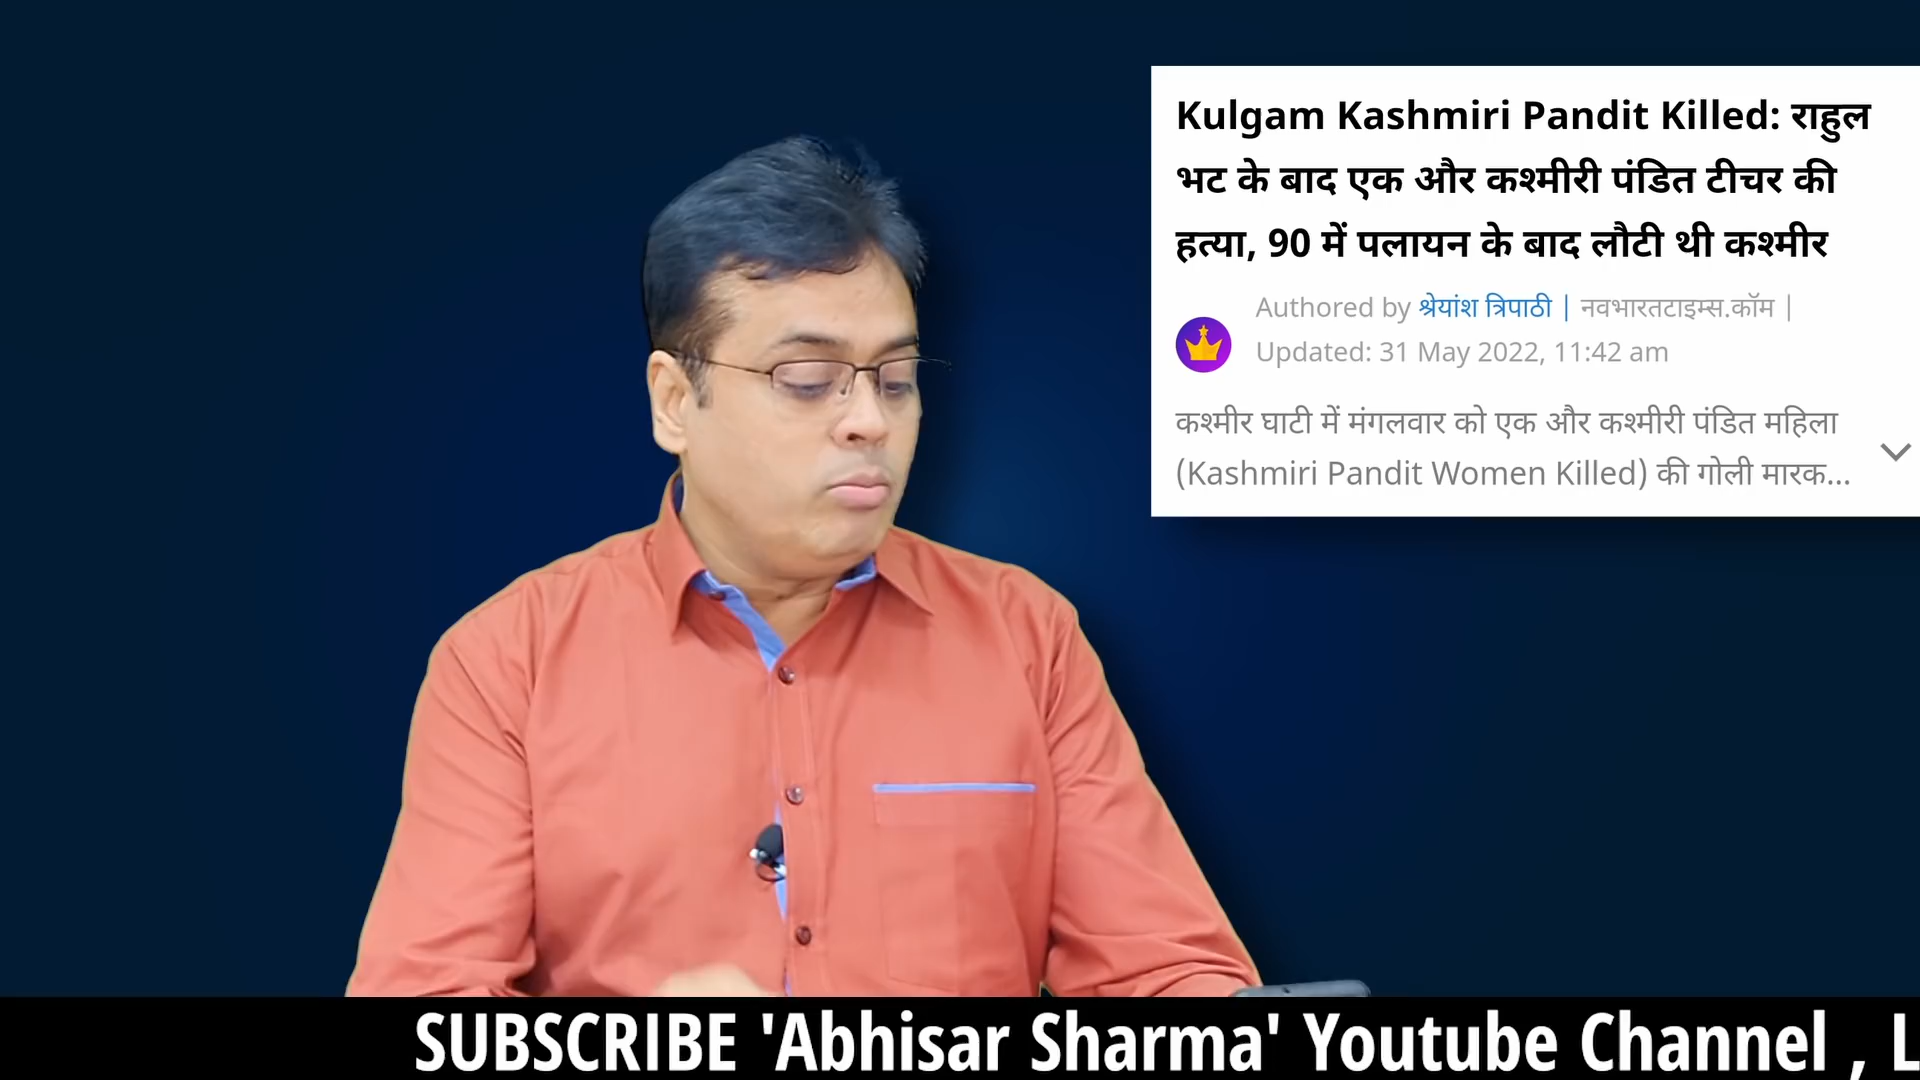 Kulgam Kashmiri Pandit Killed: राहुल
भट के बाद एक और कश्मीरी पंडित टीचर की
हत्या, 90 में पलायन के बाद लौटी थी कश्मीर
Authored by श्रेयांश त्रिपाठी | नवभारतटाइम्स.कॉम |
Updated: 31 May 2022, 11:42 am
कश्मीर घाटी में मंगलवार को एक और कश्मीरी पंडित महिला
(Kashmiri Pandit Women Killed) की गोली मारक...
SUBSCRIBE 'Abhisar Sharma' Youtube Channel , L